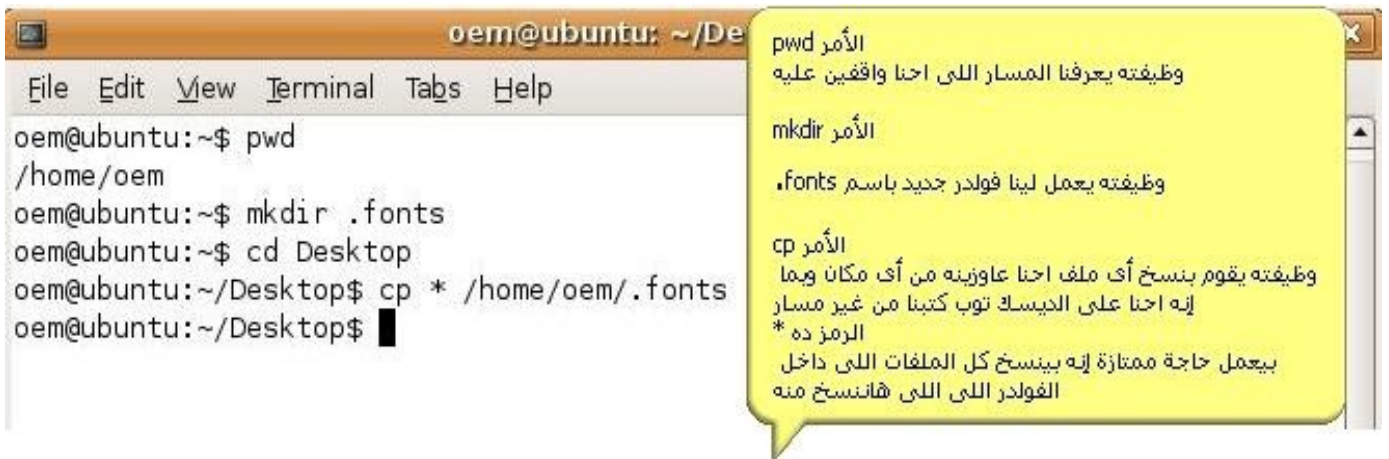 oem@ubuntu: ~/De
File Edit View Terminal Tabs Help
oem@ubuntu:~$ pwd
/home/oem
oem@ubuntu:~$ mkdir .fonts
oem@ubuntu:~$ cd Desktop
oem@ubuntu:~/Desktop$ cp * /home/oem/.fonts
oem@ubuntu:~/Desktop$
الأمر pwd
وظيفته يعرفنا المسار اللى احنا واقفين عليه
الأمر mkdir
وظيفته يعمل لينا فولدر جديد باسم fonts.
الأمر cp
وظيفته يقوم بنسخ أى ملف احنا عاوزينه من أى مكان وبما
إنه احنا على الديسك توب كتبنا من غير مسار
الرمز ده *
بيعمل حاجة ممتازة إنه بينسخ كل الملفات اللى داخل
الفولدر اللى اللى هاننسخ منه